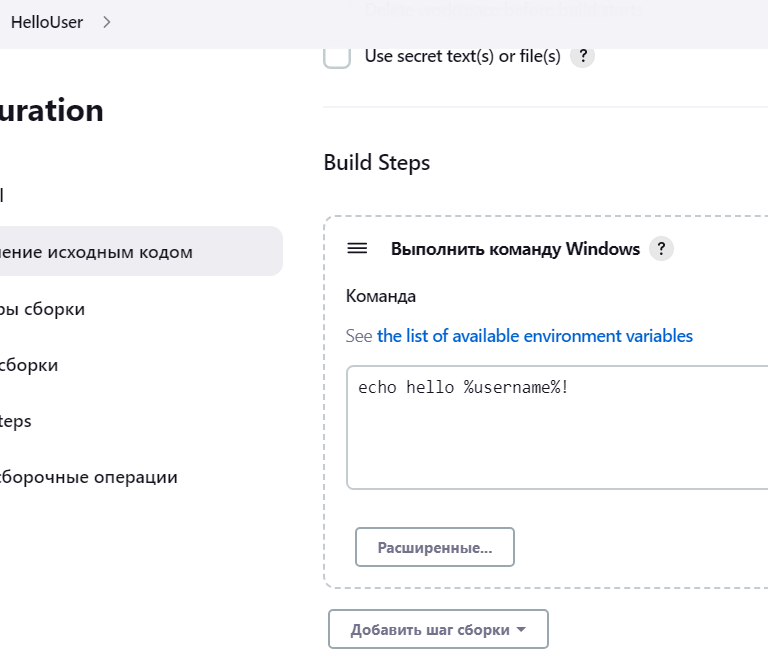 HelloUser
Use secret text(s) or file(s) ?
uration
Build Steps
ение исходным кодом
Выполнить команду Windows ?
Команда
ры сборки
See the list of available environment variables
сборки
echo hello %username%!
teps
сборочные операции
Расширенные...
Добавить шаг сборки